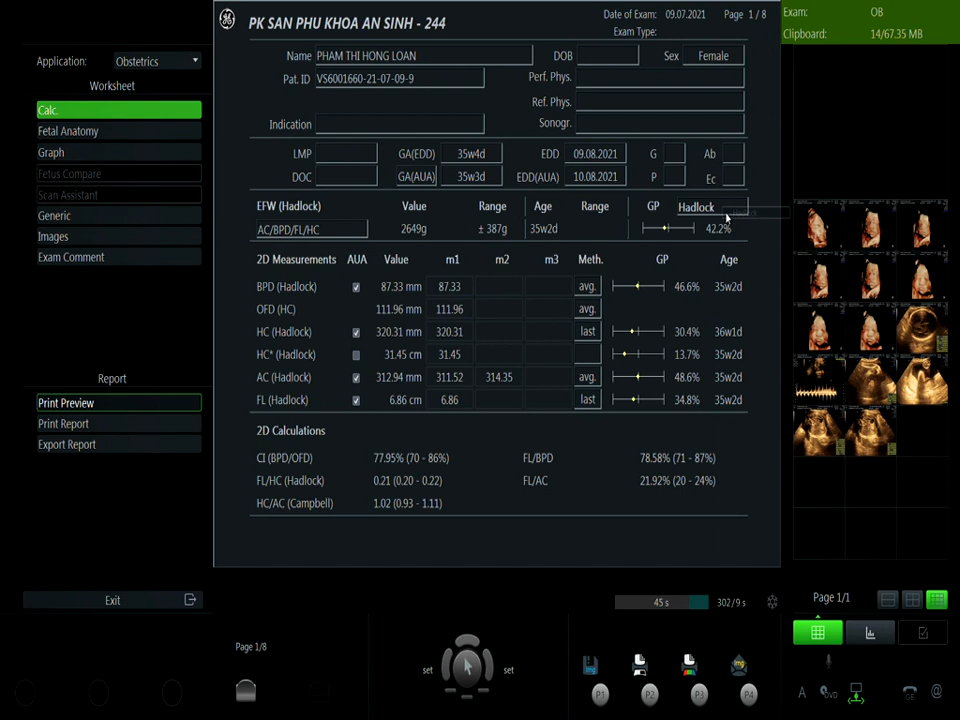 Application: Obstetrics
Worksheet
Calc.
Fetal Anatomy
Graph
Fetus Compare
Scan Assistant
Generic
Images
Exam Comment
Report
Print Preview
Print Report
Export Report
Exit
PK SAN PHU KHOA AN SINH - 244
Date of Exam: 09.07.2021 Page 1 / 8
Exam Type:
Name PHAM THI HONG LOAN DOB Sex Female
Pat. ID VS6001660-21-07-09-9 Perf. Phys.
Ref. Phys.
Indication Sonogr.
LMP GA(EDD) 35w4d EDD 09.08.2021 G Ab
DOC GA(AUA) 35w3d EDD(AUA) 10.08.2021 P Ec
EFW (Hadlock) Value Range Age Range GP Hadlock
AC/BPD/FL/HC 2649g ± 387g 35w2d 42.2%
2D Measurements AUA Value m1 m2 m3 Meth. GP Age
BPD (Hadlock) 87.33 mm 87.33 avg. 46.6% 35w2d
OFD (HC) 111.96 mm 111.96 avg.
HC (Hadlock) 320.31 mm 320.31 last 30.4% 36w1d
HC* (Hadlock) 31.45 cm 31.45 13.7% 35w2d
AC (Hadlock) 312.94 mm 311.52 314.35 avg. 48.6% 35w2d
FL (Hadlock) 6.86 cm 6.86 last 34.8% 35w2d
2D Calculations
CI (BPD/OFD) 77.95% (70 - 86%) FL/BPD 78.58% (71 - 87%)
FL/HC (Hadlock) 0.21 (0.20 - 0.22) FL/AC 21.92% (20 - 24%)
HC/AC (Campbell) 1.02 (0.93 - 1.11)
Exam: OB
Clipboard: 14/67.35 MB
45 s 302/9 s
Page 1/1
Page 1/8
set set
P1 P2 P3 P4
A DVD @